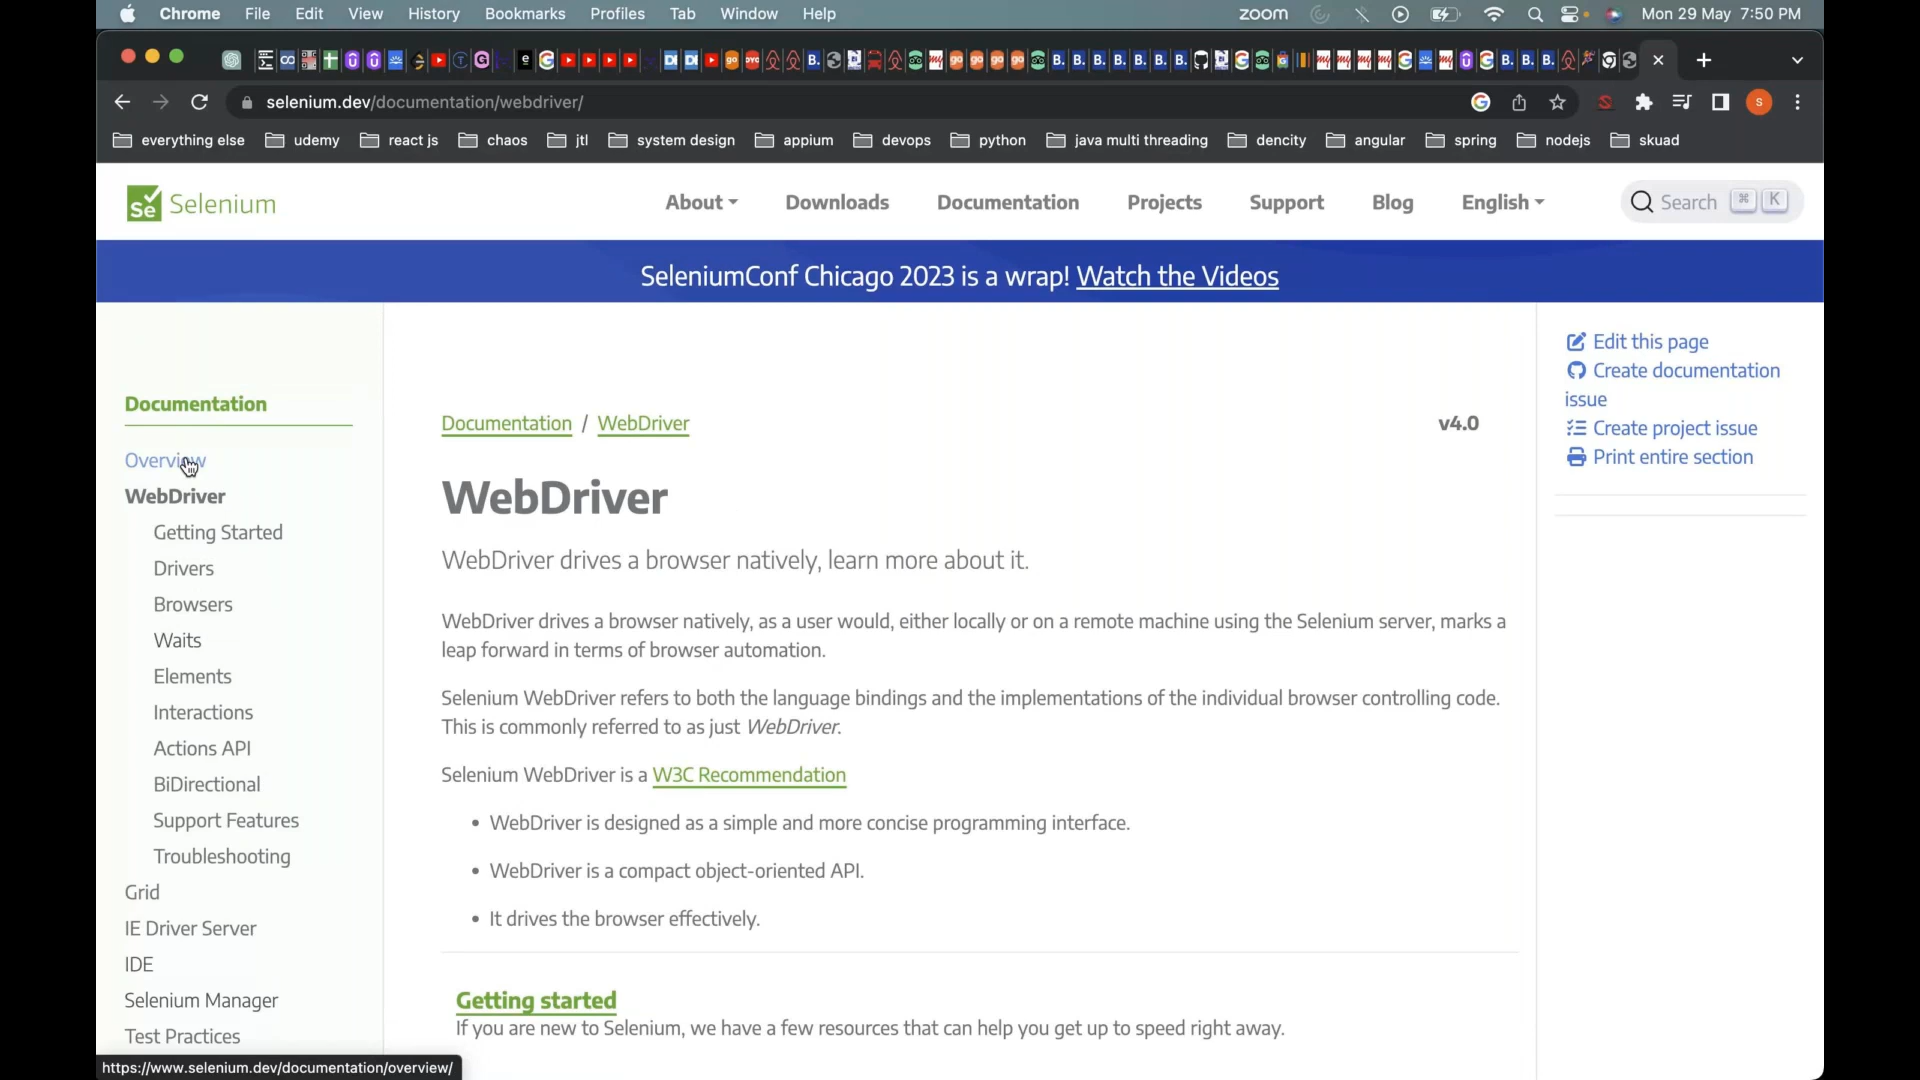 Chrome File Edit View History Bookmarks Profiles Tab Window Help zoom Mon 29 May 7:50 PM
selenium.dev/documentation/webdriver/
everything else udemy react js chaos jtl system design appium devops python java multi threading dencity angular spring nodejs skuad
Se Selenium About Downloads Documentation Projects Support Blog English Search ⌘ K
SeleniumConf Chicago 2023 is a wrap! Watch the Videos
Documentation
Overview
WebDriver
Getting Started
Drivers
Browsers
Waits
Elements
Interactions
Actions API
BiDirectional
Support Features
Troubleshooting
Grid
IE Driver Server
IDE
Selenium Manager
Test Practices
Documentation / WebDriver v4.0
WebDriver
WebDriver drives a browser natively, learn more about it.
WebDriver drives a browser natively, as a user would, either locally or on a remote machine using the Selenium server, marks a
leap forward in terms of browser automation.
Selenium WebDriver refers to both the language bindings and the implementations of the individual browser controlling code.
This is commonly referred to as just WebDriver.
Selenium WebDriver is a W3C Recommendation
• WebDriver is designed as a simple and more concise programming interface.
• WebDriver is a compact object-oriented API.
• It drives the browser effectively.
Getting started
If you are new to Selenium, we have a few resources that can help you get up to speed right away.
Edit this page
Create documentation
issue
Create project issue
Print entire section
https://www.selenium.dev/documentation/overview/